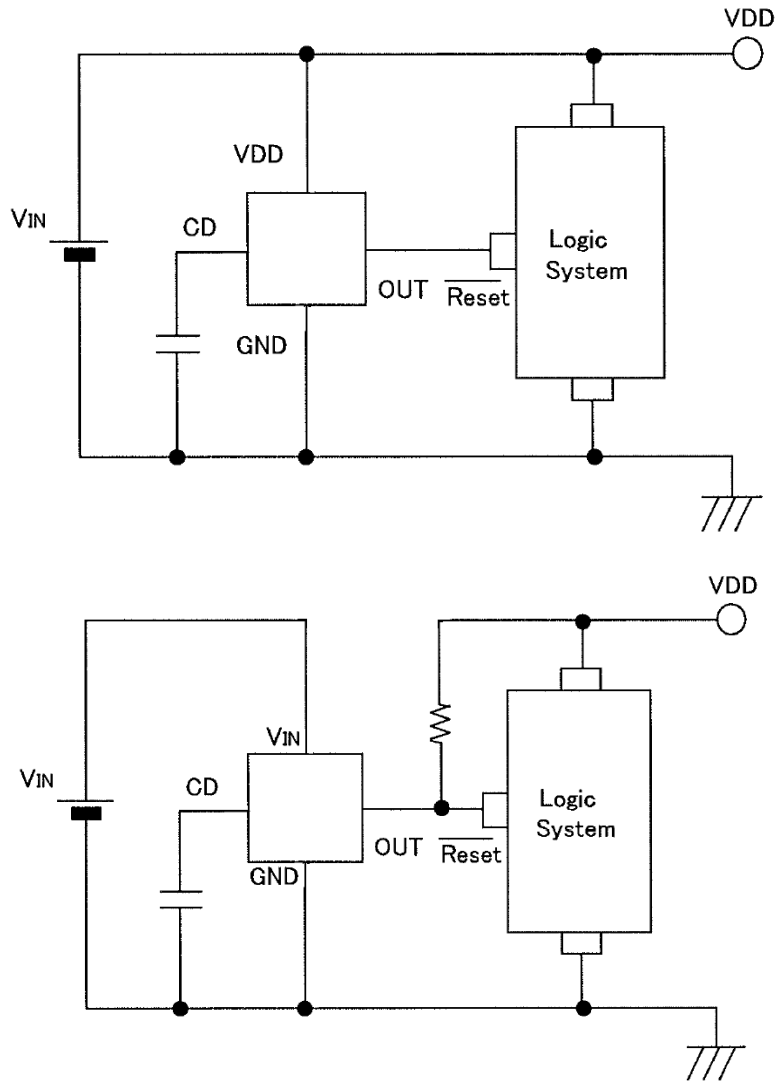 VDD
VDD
VIN
CD
Logic
System
OUT
Reset
GND
VDD
VIN
VIN
CD
Logic
System
OUT
Reset
GND